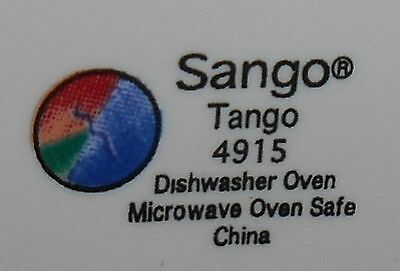 Sango®
Tango
4915
Dishwasher Oven
Microwave Oven Safe
China